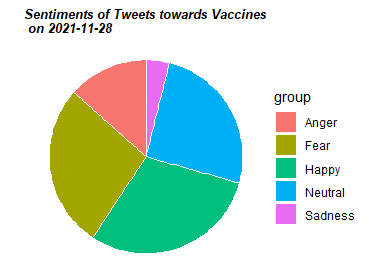 Sentiments of Tweets towards Vaccines
on 2021-11-28
group
Anger
Fear
Happy
Neutral
Sadness